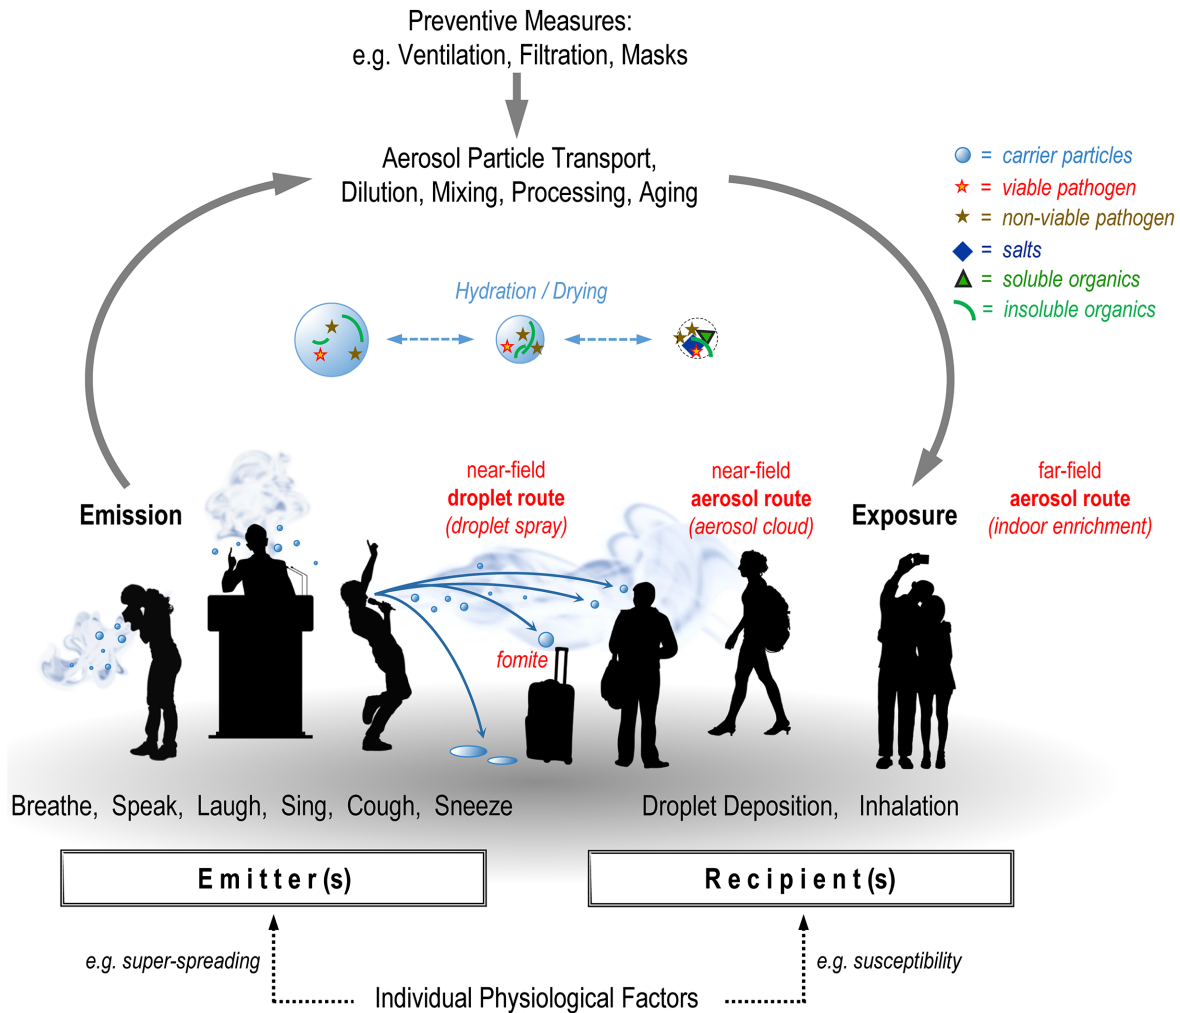 Preventive Measures:
e.g. Ventilation, Filtration, Masks
Aerosol Particle Transport,
Dilution, Mixing, Processing, Aging
= carrier particles
= viable pathogen
= non-viable pathogen
= salts
= soluble organics
= insoluble organics
Hydration / Drying
Emission
near-field
droplet route
(droplet spray)
near-field
aerosol route
(aerosol cloud)
Exposure
far-field
aerosol route
(indoor enrichment)
fomite
Breathe, Speak, Laugh, Sing, Cough, Sneeze
Droplet Deposition, Inhalation
Emitter(s)
Recipient(s)
e.g. super-spreading
e.g. susceptibility
Individual Physiological Factors